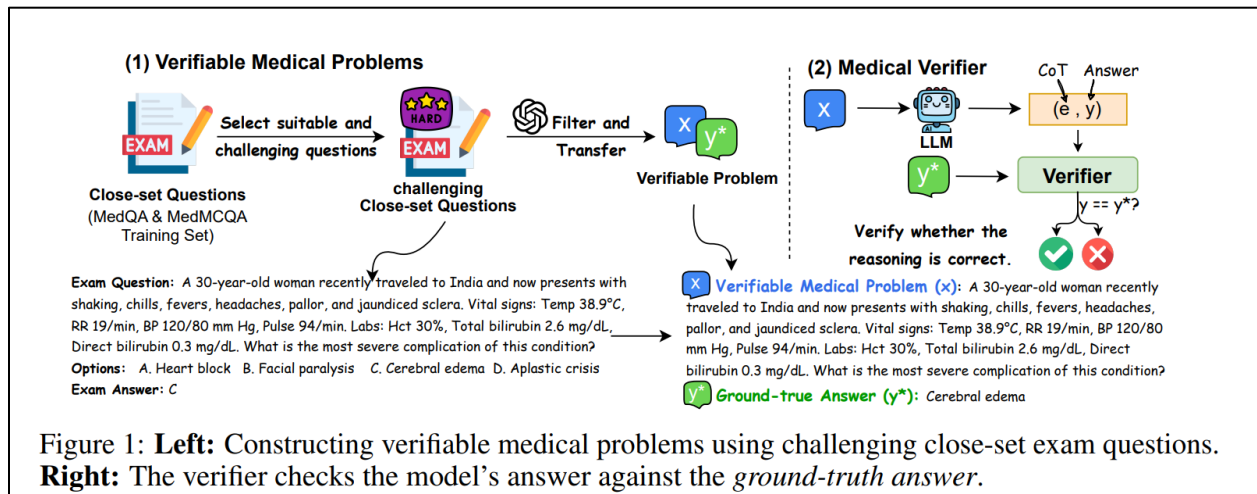 (1) Verifiable Medical Problems
EXAM
Close-set Questions
(MedQA & MedMCQA
Training Set)
Select suitable and
challenging questions
HARD
EXAM
challenging
Close-set Questions
Filter and
Transfer
x
y*
Verifiable Problem
(2) Medical Verifier
x
AI
LLM
CoT Answer
(e , y)
y*
Verifier
y == y*?
Verify whether the
reasoning is correct.
Exam Question: A 30-year-old woman recently traveled to India and now presents with
shaking, chills, fevers, headaches, pallor, and jaundiced sclera. Vital signs: Temp 38.9°C,
RR 19/min, BP 120/80 mm Hg, Pulse 94/min. Labs: Hct 30%, Total bilirubin 2.6 mg/dL,
Direct bilirubin 0.3 mg/dL. What is the most severe complication of this condition?
Options: A. Heart block B. Facial paralysis C. Cerebral edema D. Aplastic crisis
Exam Answer: C
x Verifiable Medical Problem (x): A 30-year-old woman recently
traveled to India and now presents with shaking, chills, fevers, headaches,
pallor, and jaundiced sclera. Vital signs: Temp 38.9°C, RR 19/min, BP 120/80
mm Hg, Pulse 94/min. Labs: Hct 30%, Total bilirubin 2.6 mg/dL, Direct
bilirubin 0.3 mg/dL. What is the most severe complication of this condition?
y* Ground-true Answer (y*): Cerebral edema
Figure 1: Left: Constructing verifiable medical problems using challenging close-set exam questions.
Right: The verifier checks the model's answer against the ground-truth answer.